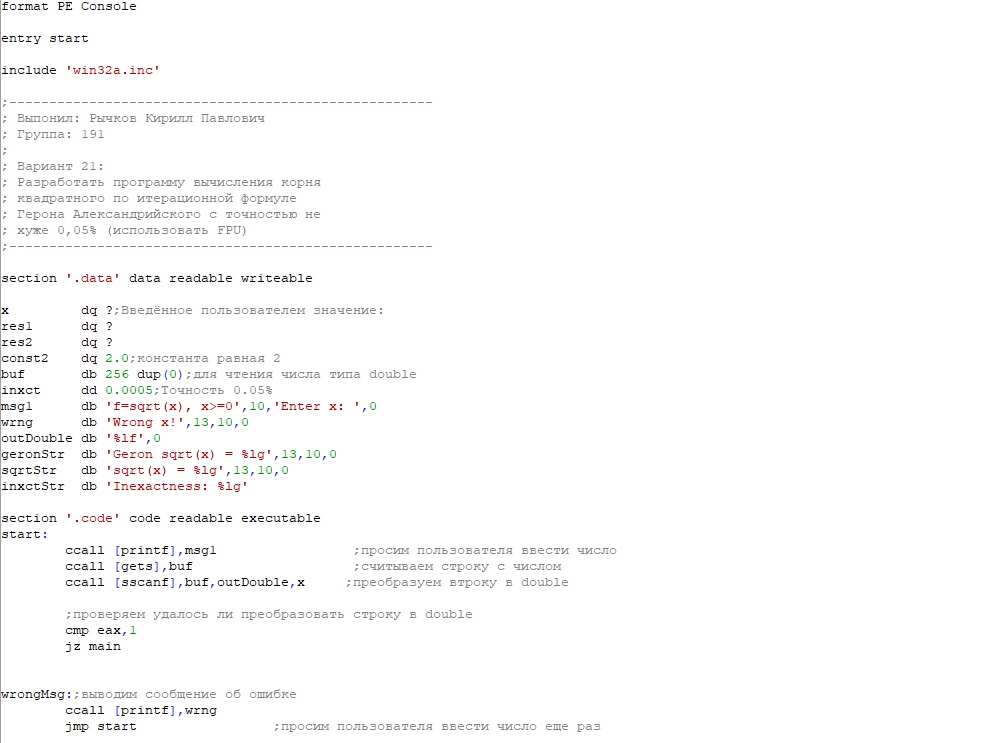 format PE Console
entry start
include 'win32a.inc'
;-----------------------------------------------------
; Выпонил: Рычков Кирилл Павлович
; Группа: 191
;
; Вариант 21:
; Разработать программу вычисления корня
; квадратного по итерационной формуле
; Герона Александрийского с точностью не
; хуже 0,05% (использовать FPU)
;-----------------------------------------------------
section '.data' data readable writeable
x dq ?;Введённое пользователем значение:
res1 dq ?
res2 dq ?
const2 dq 2.0;константа равная 2
buf db 256 dup(0);для чтения числа типа double
inxct dd 0.0005;Точность 0.05%
msg1 db 'f=sqrt(x), x>=0',10,'Enter x: ',0
wrng db 'Wrong x!',13,10,0
outDouble db '%lf',0
geronStr db 'Geron sqrt(x) = %lg',13,10,0
sqrtStr db 'sqrt(x) = %lg',13,10,0
inxctStr db 'Inexactness: %lg'
section '.code' code readable executable
start:
ccall [printf],msg1 ;просим пользователя ввести число
ccall [gets],buf ;считываем строку с числом
ccall [sscanf],buf,outDouble,x ;преобразуем втроку в double
;проверяем удалось ли преобразовать строку в double
cmp eax,1
jz main
wrongMsg:;выводим сообщение об ошибке
ccall [printf],wrng
jmp start ;просим пользователя ввести число еще раз